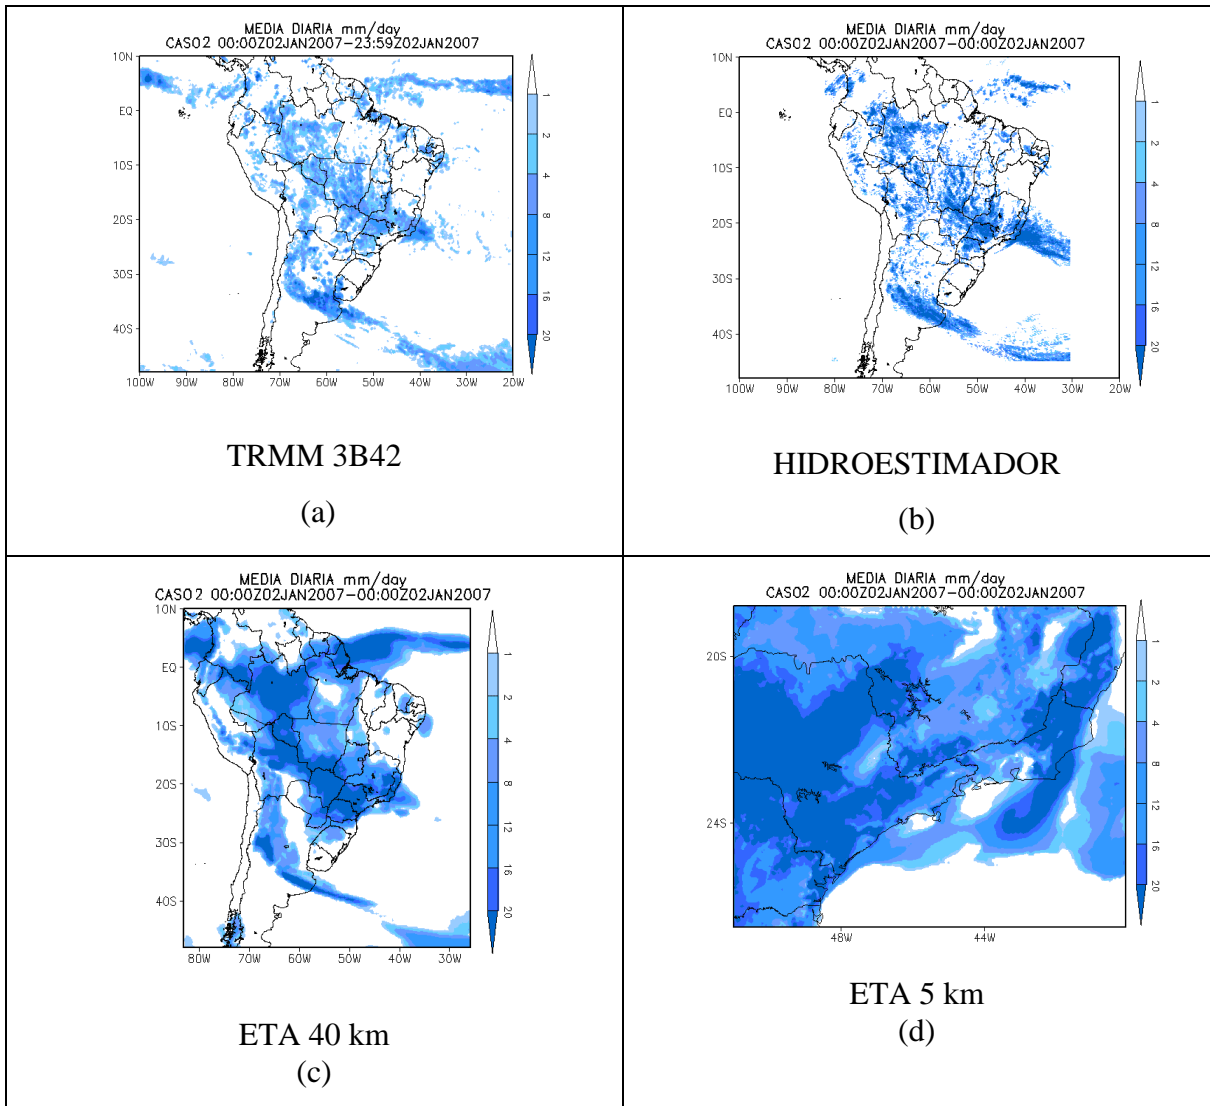 MEDIA DIARIA mm/day
CASO2 00:00Z02JAN2007-23:59Z02JAN2007
10N
EQ
10S
20S
30S
40S
100W 90W 80W 70W 60W 50W 40W 30W 20W
1
2
4
8
12
16
20
TRMM 3B42
(a)
MEDIA DIARIA mm/day
CASO2 00:00Z02JAN2007-00:00Z02JAN2007
10N
EQ
10S
20S
30S
40S
100W 90W 80W 70W 60W 50W 40W 30W 20W
1
2
4
8
12
16
20
HIDROESTIMADOR
(b)
MEDIA DIARIA mm/day
CASO2 00:00Z02JAN2007-00:00Z02JAN2007
10N
EQ
10S
20S
30S
40S
80W 70W 60W 50W 40W 30W
1
2
4
8
12
16
20
ETA 40 km
(c)
MEDIA DIARIA mm/day
CASO2 00:00Z02JAN2007-00:00Z02JAN2007
20S
24S
48W 44W
1
2
4
8
12
16
20
ETA 5 km
(d)